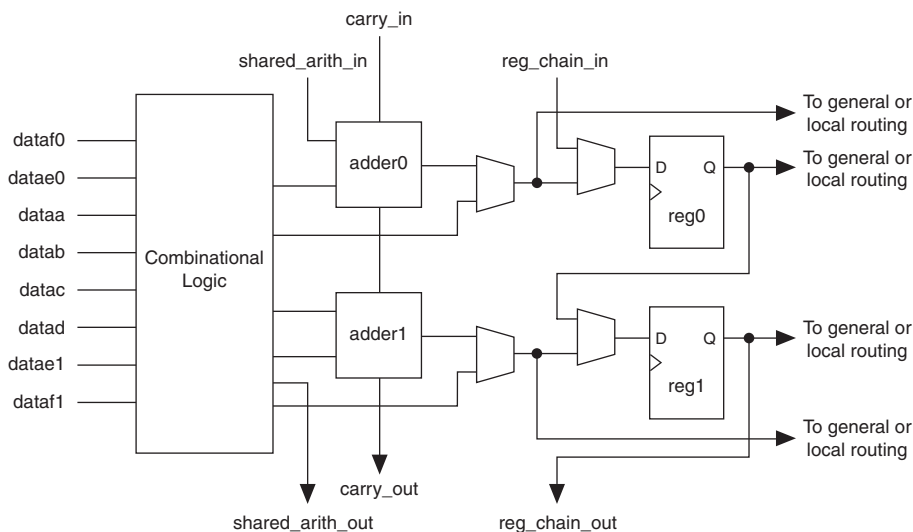 carry_in
shared_arith_in
reg_chain_in
To general or
local routing
dataf0
adder0
D
Q
To general or
local routing
datae0
dataa
reg0
datab
Combinational
Logic
datac
datad
adder1
D
Q
To general or
local routing
datae1
reg1
dataf1
To general or
local routing
carry_out
shared_arith_out
reg_chain_out